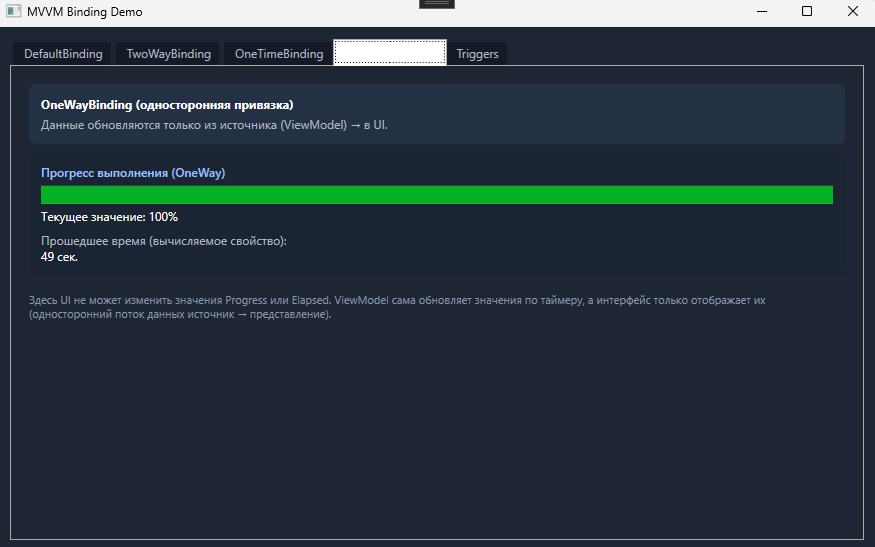 MVVM Binding Demo
DefaultBinding TwoWayBinding OneTimeBinding Triggers
OneWayBinding (односторонняя привязка)
Данные обновляются только из источника (ViewModel) → в UI.
Прогресс выполнения (OneWay)
Текущее значение: 100%
Прошедшее время (вычисляемое свойство):
49 сек.
Здесь UI не может изменить значения Progress или Elapsed. ViewModel сама обновляет значения по таймеру, а интерфейс только отображает их
(односторонний поток данных источник → представление).